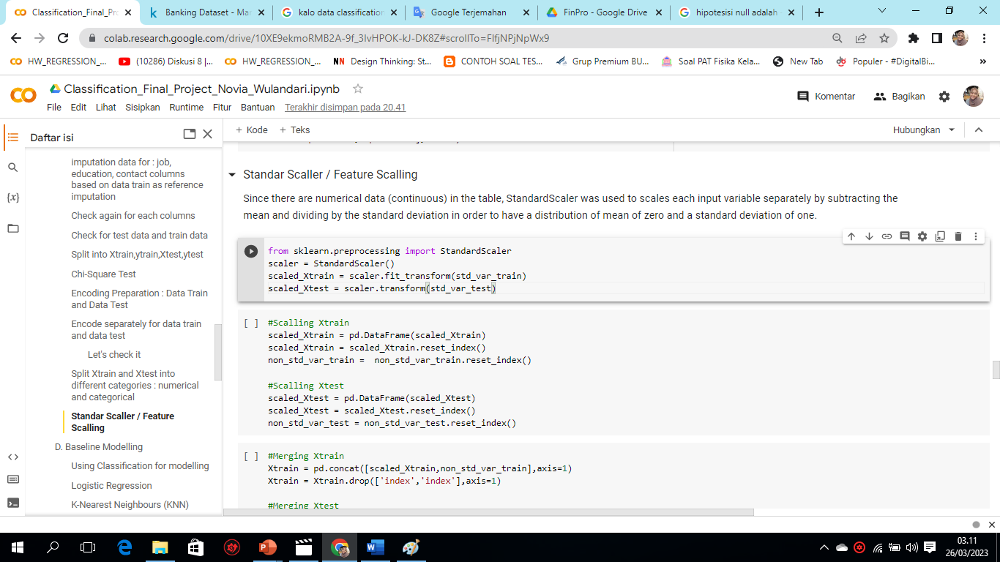 Classification_Final_Pro
Banking Dataset - Mar
kalo data classification
Google Terjemahan
FinPro - Google Drive
hipotesisi null adalah -
colab.research.google.com/drive/10XE9ekmoRMB2A-9f_3IvHPOK-kJ-DK8Z#scrollTo=FIfjNPjNpWx9
HW_REGRESSION_...
(10286) Diskusi 8 |...
HW_REGRESSION_...
NN Design Thinking: St...
CONTOH SOAL TES...
Grup Premium BU...
Soal PAT Fisika Kela...
New Tab
Populer - #DigitalBi...
»
Classification_Final_Project_Novia_Wulandari.ipynb
Komentar
Bagikan
File Edit Lihat Sisipkan Runtime Fitur Bantuan Terakhir disimpan pada 20.41
Daftar isi
+ Kode + Teks
Hubungkan
imputation data for : job,
education, contact columns
based on data train as reference
imputation
Check again for each columns
Check for test data and train data
Split into Xtrain,ytrain,Xtest,ytest
Chi-Square Test
Encoding Preparation : Data Train
and Data Test
Encode separately for data train
and data test
Let's check it
Split Xtrain and Xtest into
different categories : numerical
and categorical
Standar Scaller / Feature
Scalling
D. Baseline Modelling
Using Classification for modelling
Logistic Regression
K-Nearest Neighbours (KNN)
Standar Scaller / Feature Scalling
Since there are numerical data (continuous) in the table, StandardScaler was used to scales each input variable separately by subtracting the
mean and dividing by the standard deviation in order to have a distribution of mean of zero and a standard deviation of one.
from sklearn.preprocessing import StandardScaler
scaler = StandardScaler()
scaled_Xtrain = scaler.fit_transform(std_var_train)
scaled_Xtest = scaler.transform(std_var_test)
[ ] #Scalling Xtrain
scaled_Xtrain = pd.DataFrame(scaled_Xtrain)
scaled_Xtrain = scaled_Xtrain.reset_index()
non_std_var_train =  non_std_var_train.reset_index()
#Scalling Xtest
scaled_Xtest = pd.DataFrame(scaled_Xtest)
scaled_Xtest = scaled_Xtest.reset_index()
non_std_var_test = non_std_var_test.reset_index()
[ ] #Merging Xtrain
Xtrain = pd.concat([scaled_Xtrain,non_std_var_train],axis=1)
Xtrain = Xtrain.drop(['index','index'],axis=1)
#Merging Xtest
03.11
26/03/2023